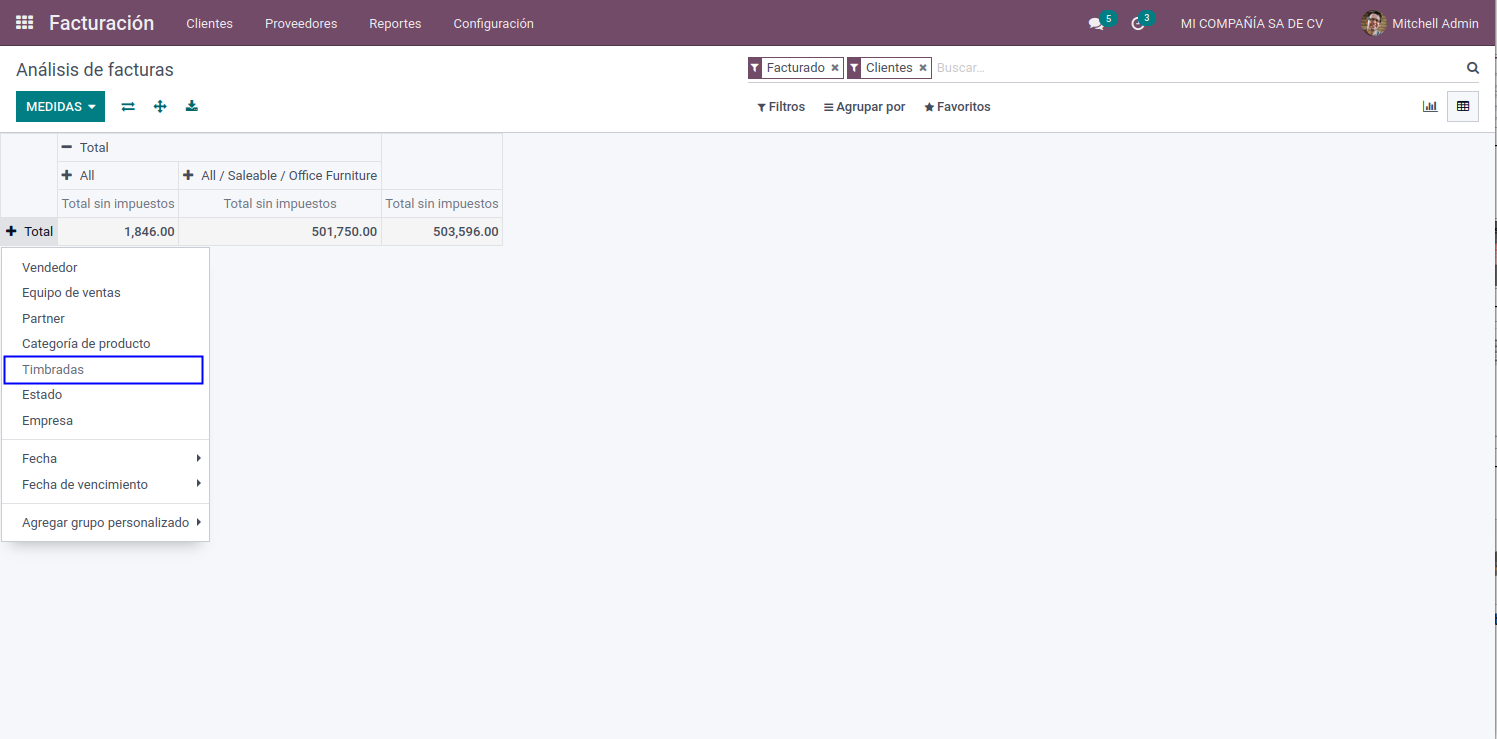 Facturación Clientes Proveedores Reportes Configuración 5 3 MI COMPAÑÍA SA DE CV Mitchell Admin
Análisis de facturas
Facturado Clientes Buscar...
MEDIDAS
Filtros Agrupar por Favoritos
Total
All All / Saleable / Office Furniture
Total sin impuestos Total sin impuestos Total sin impuestos
Total 1,846.00 501,750.00 503,596.00
Vendedor
Equipo de ventas
Partner
Categoría de producto
Timbradas
Estado
Empresa
Fecha
Fecha de vencimiento
Agregar grupo personalizado